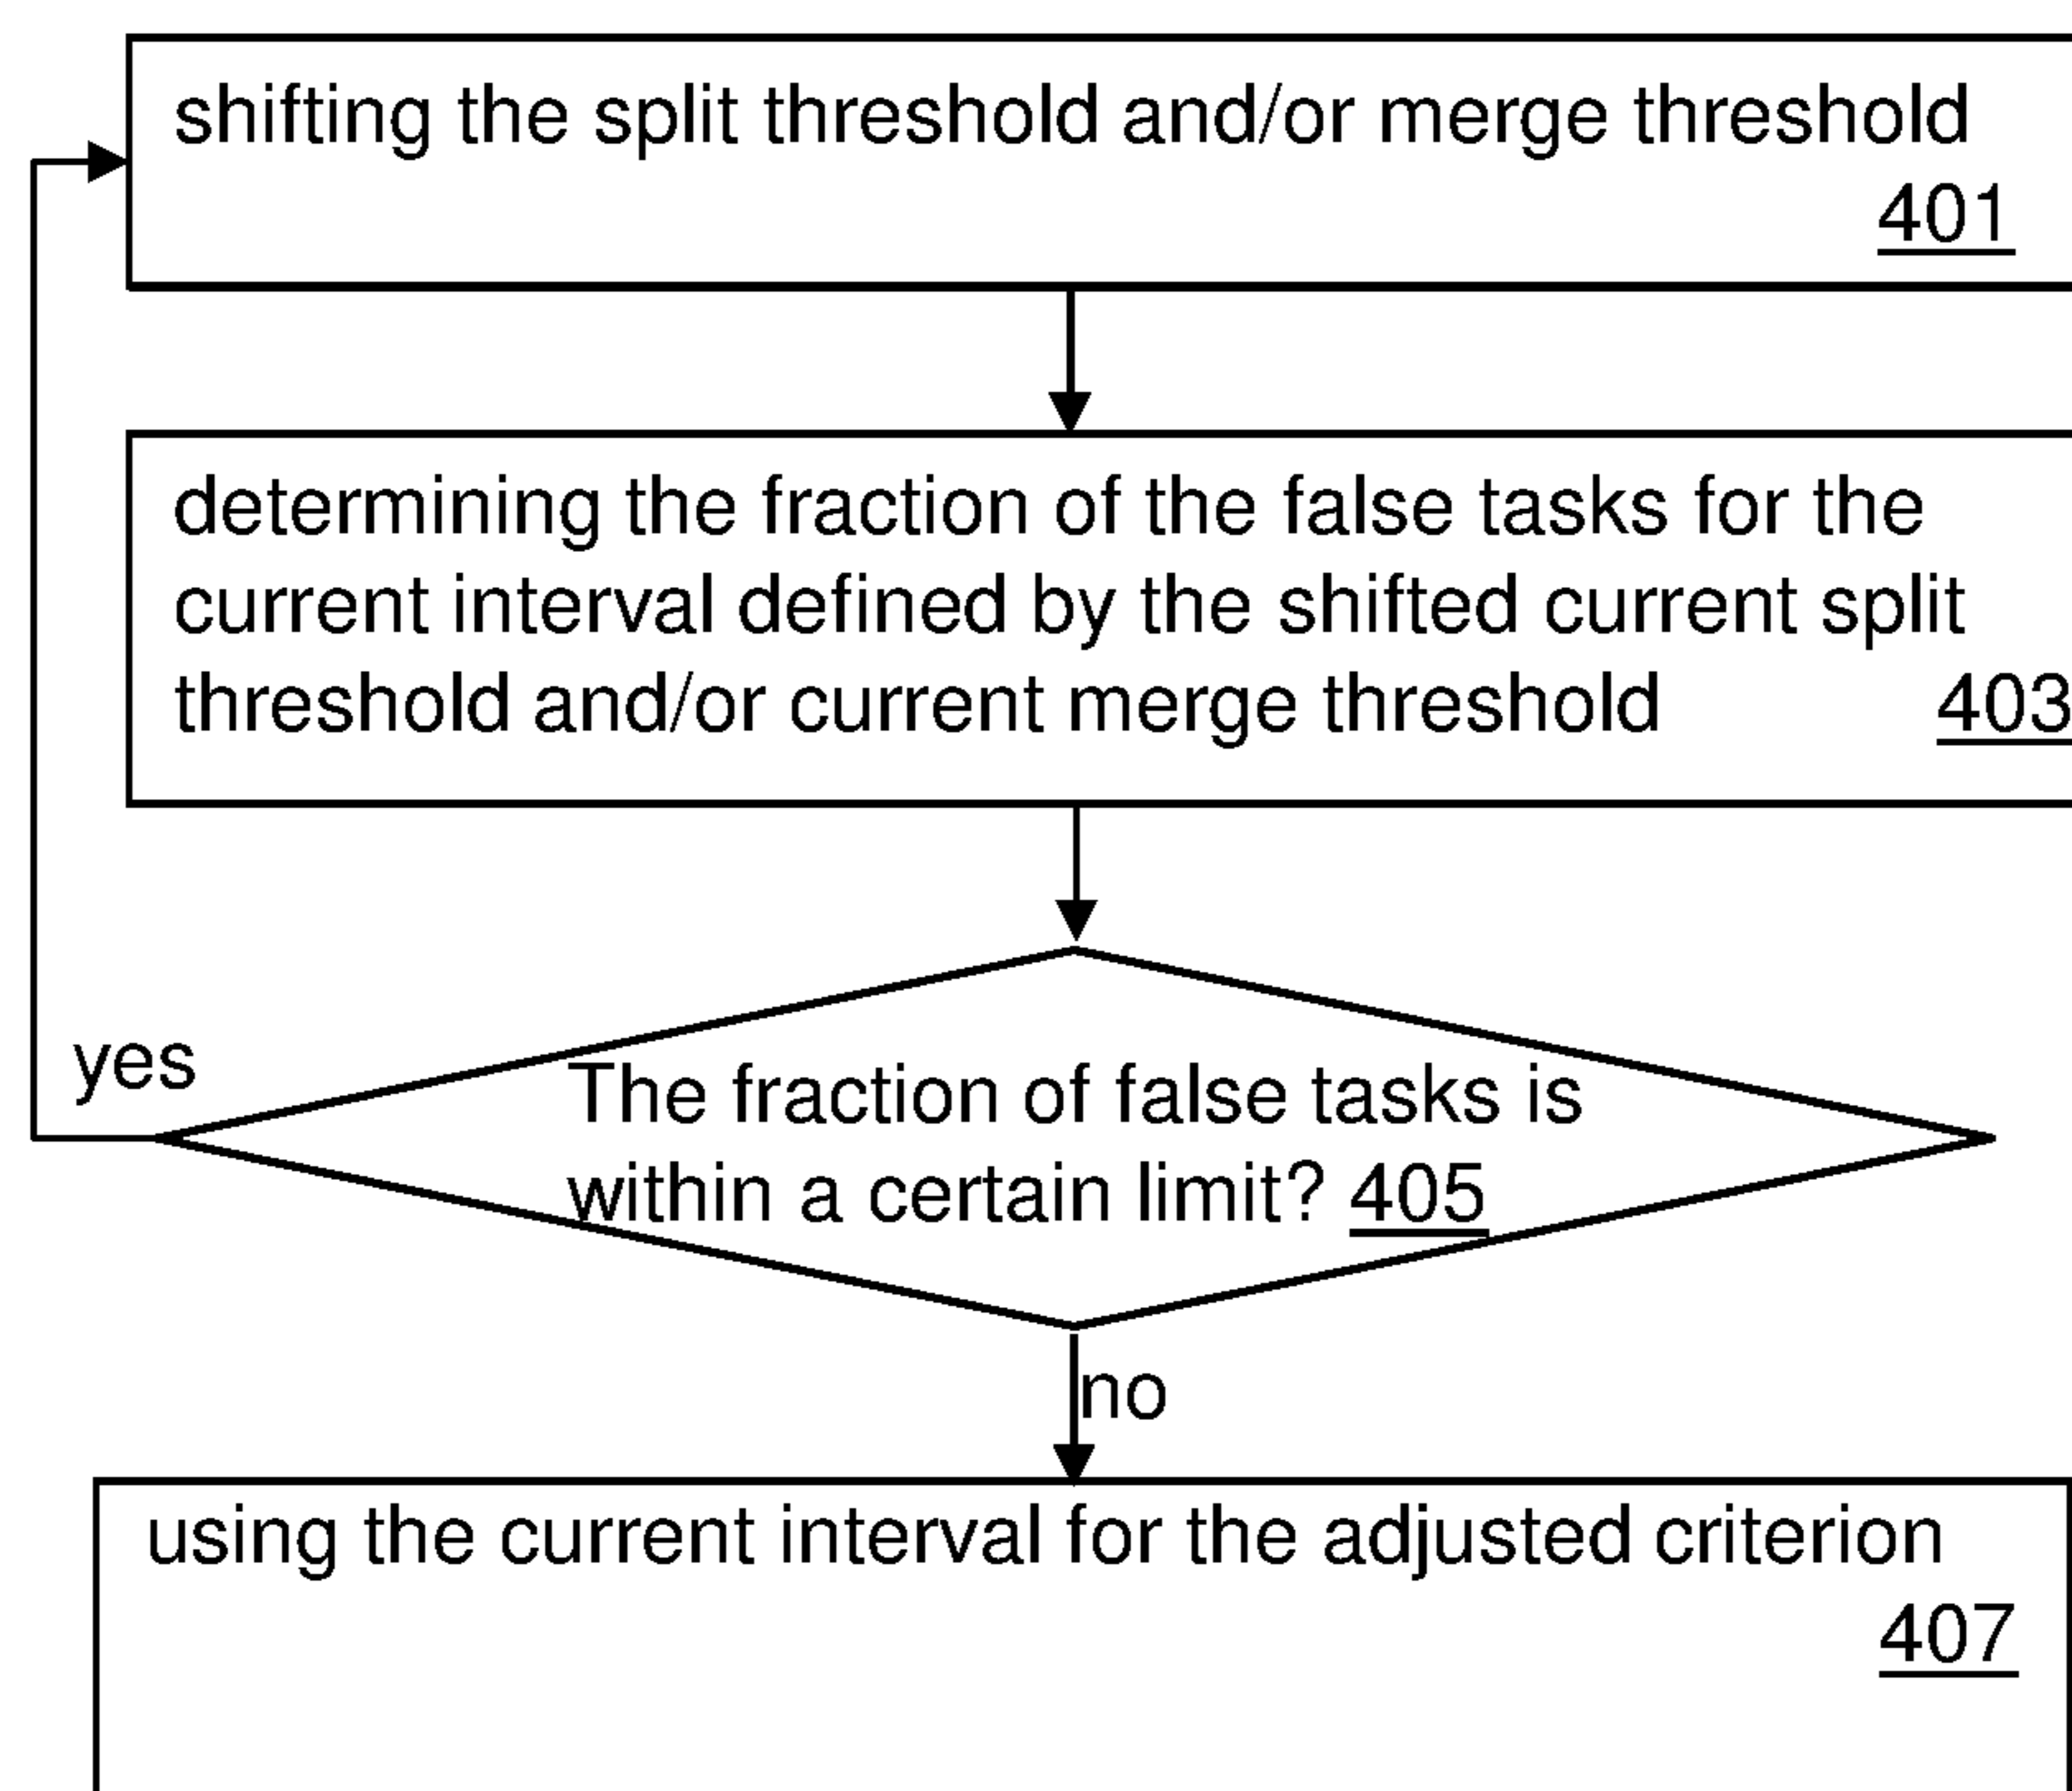 shifting the split threshold and/or merge threshold
401
determining the fraction of the false tasks for the
current interval defined by the shifted current split
threshold and/or current merge threshold 403
yes
The fraction of false tasks is
within a certain limit? 405
no
using the current interval for the adjusted criterion
407